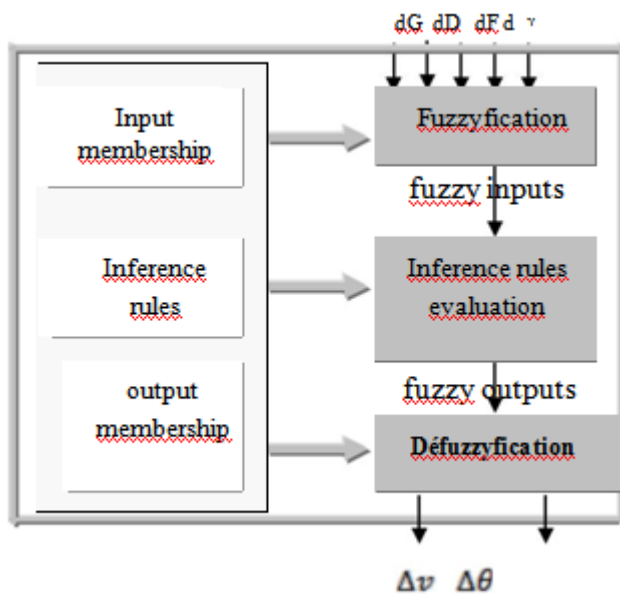 dG dD dF d γ
Input
membership
Fuzzyfication
fuzzy inputs
Inference
rules
Inference rules
evaluation
fuzzy outputs
output
membership
Défuzzyfication
Δv Δθ